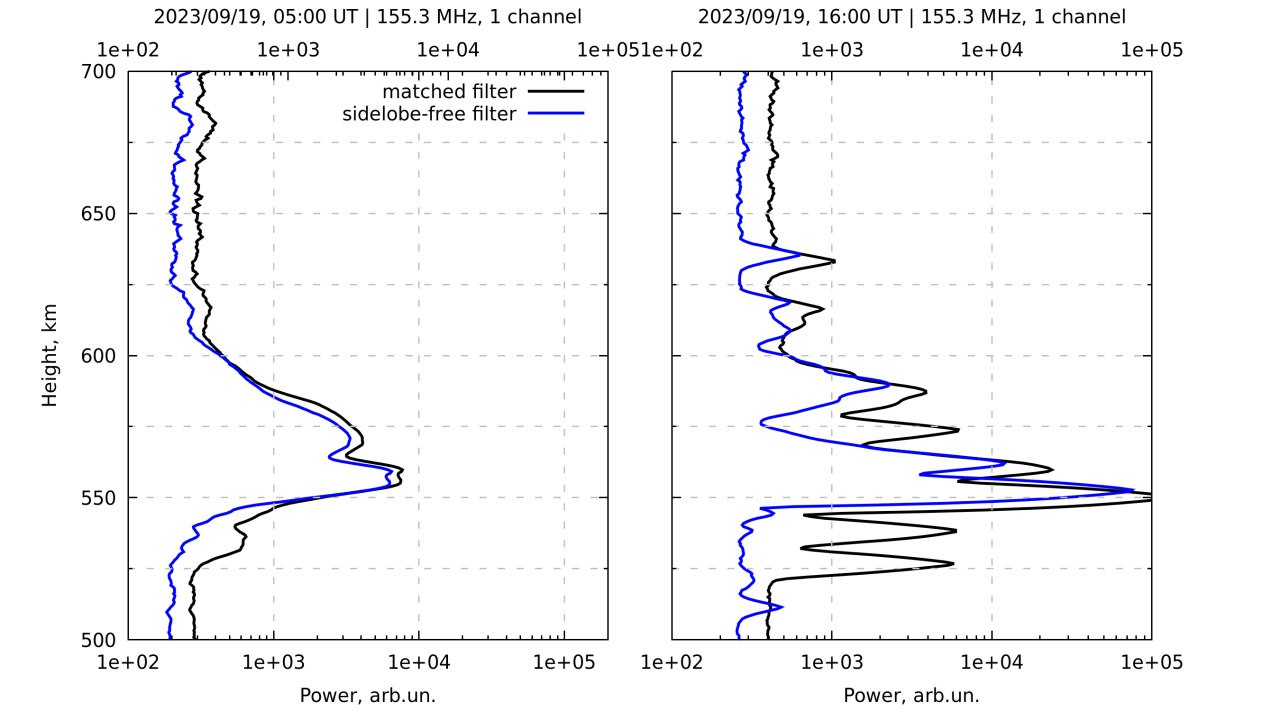 2023/09/19, 05:00 UT | 155.3 MHz, 1 channel
2023/09/19, 16:00 UT | 155.3 MHz, 1 channel
1e+02 1e+03 1e+04 1e+05
1e+02 1e+03 1e+04 1e+05
700
matched filter
sidelobe-free filter
650
600
550
500
Height, km
1e+02 1e+03 1e+04 1e+05
1e+02 1e+03 1e+04 1e+05
Power, arb.un.
Power, arb.un.